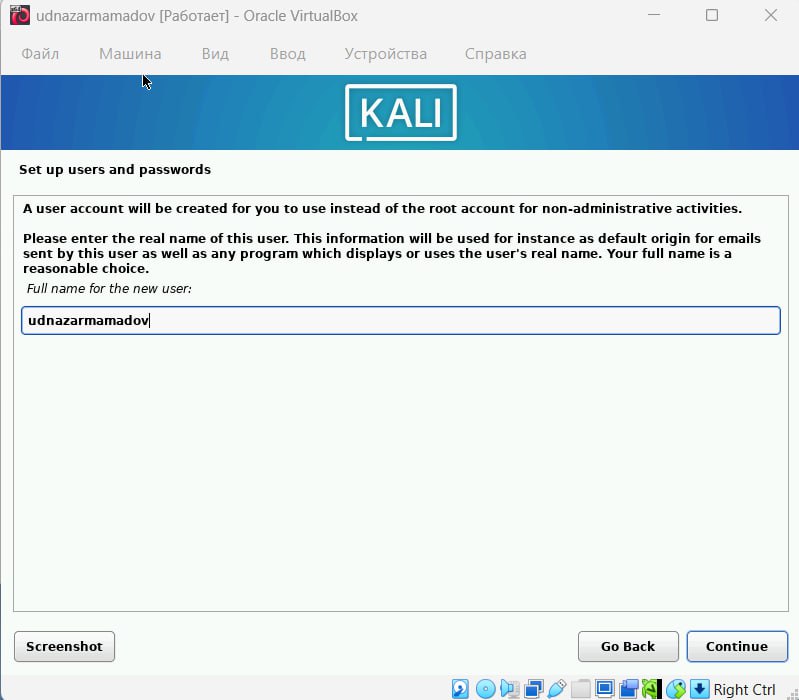 udnazarmamadov [Работает] - Oracle VirtualBox
Файл Машина Вид Ввод Устройства Справка
KALI
Set up users and passwords
A user account will be created for you to use instead of the root account for non-administrative activities.
Please enter the real name of this user. This information will be used for instance as default origin for emails
sent by this user as well as any program which displays or uses the user's real name. Your full name is a
reasonable choice.
Full name for the new user:
udnazarmamadov
Screenshot Go Back Continue
Right Ctrl